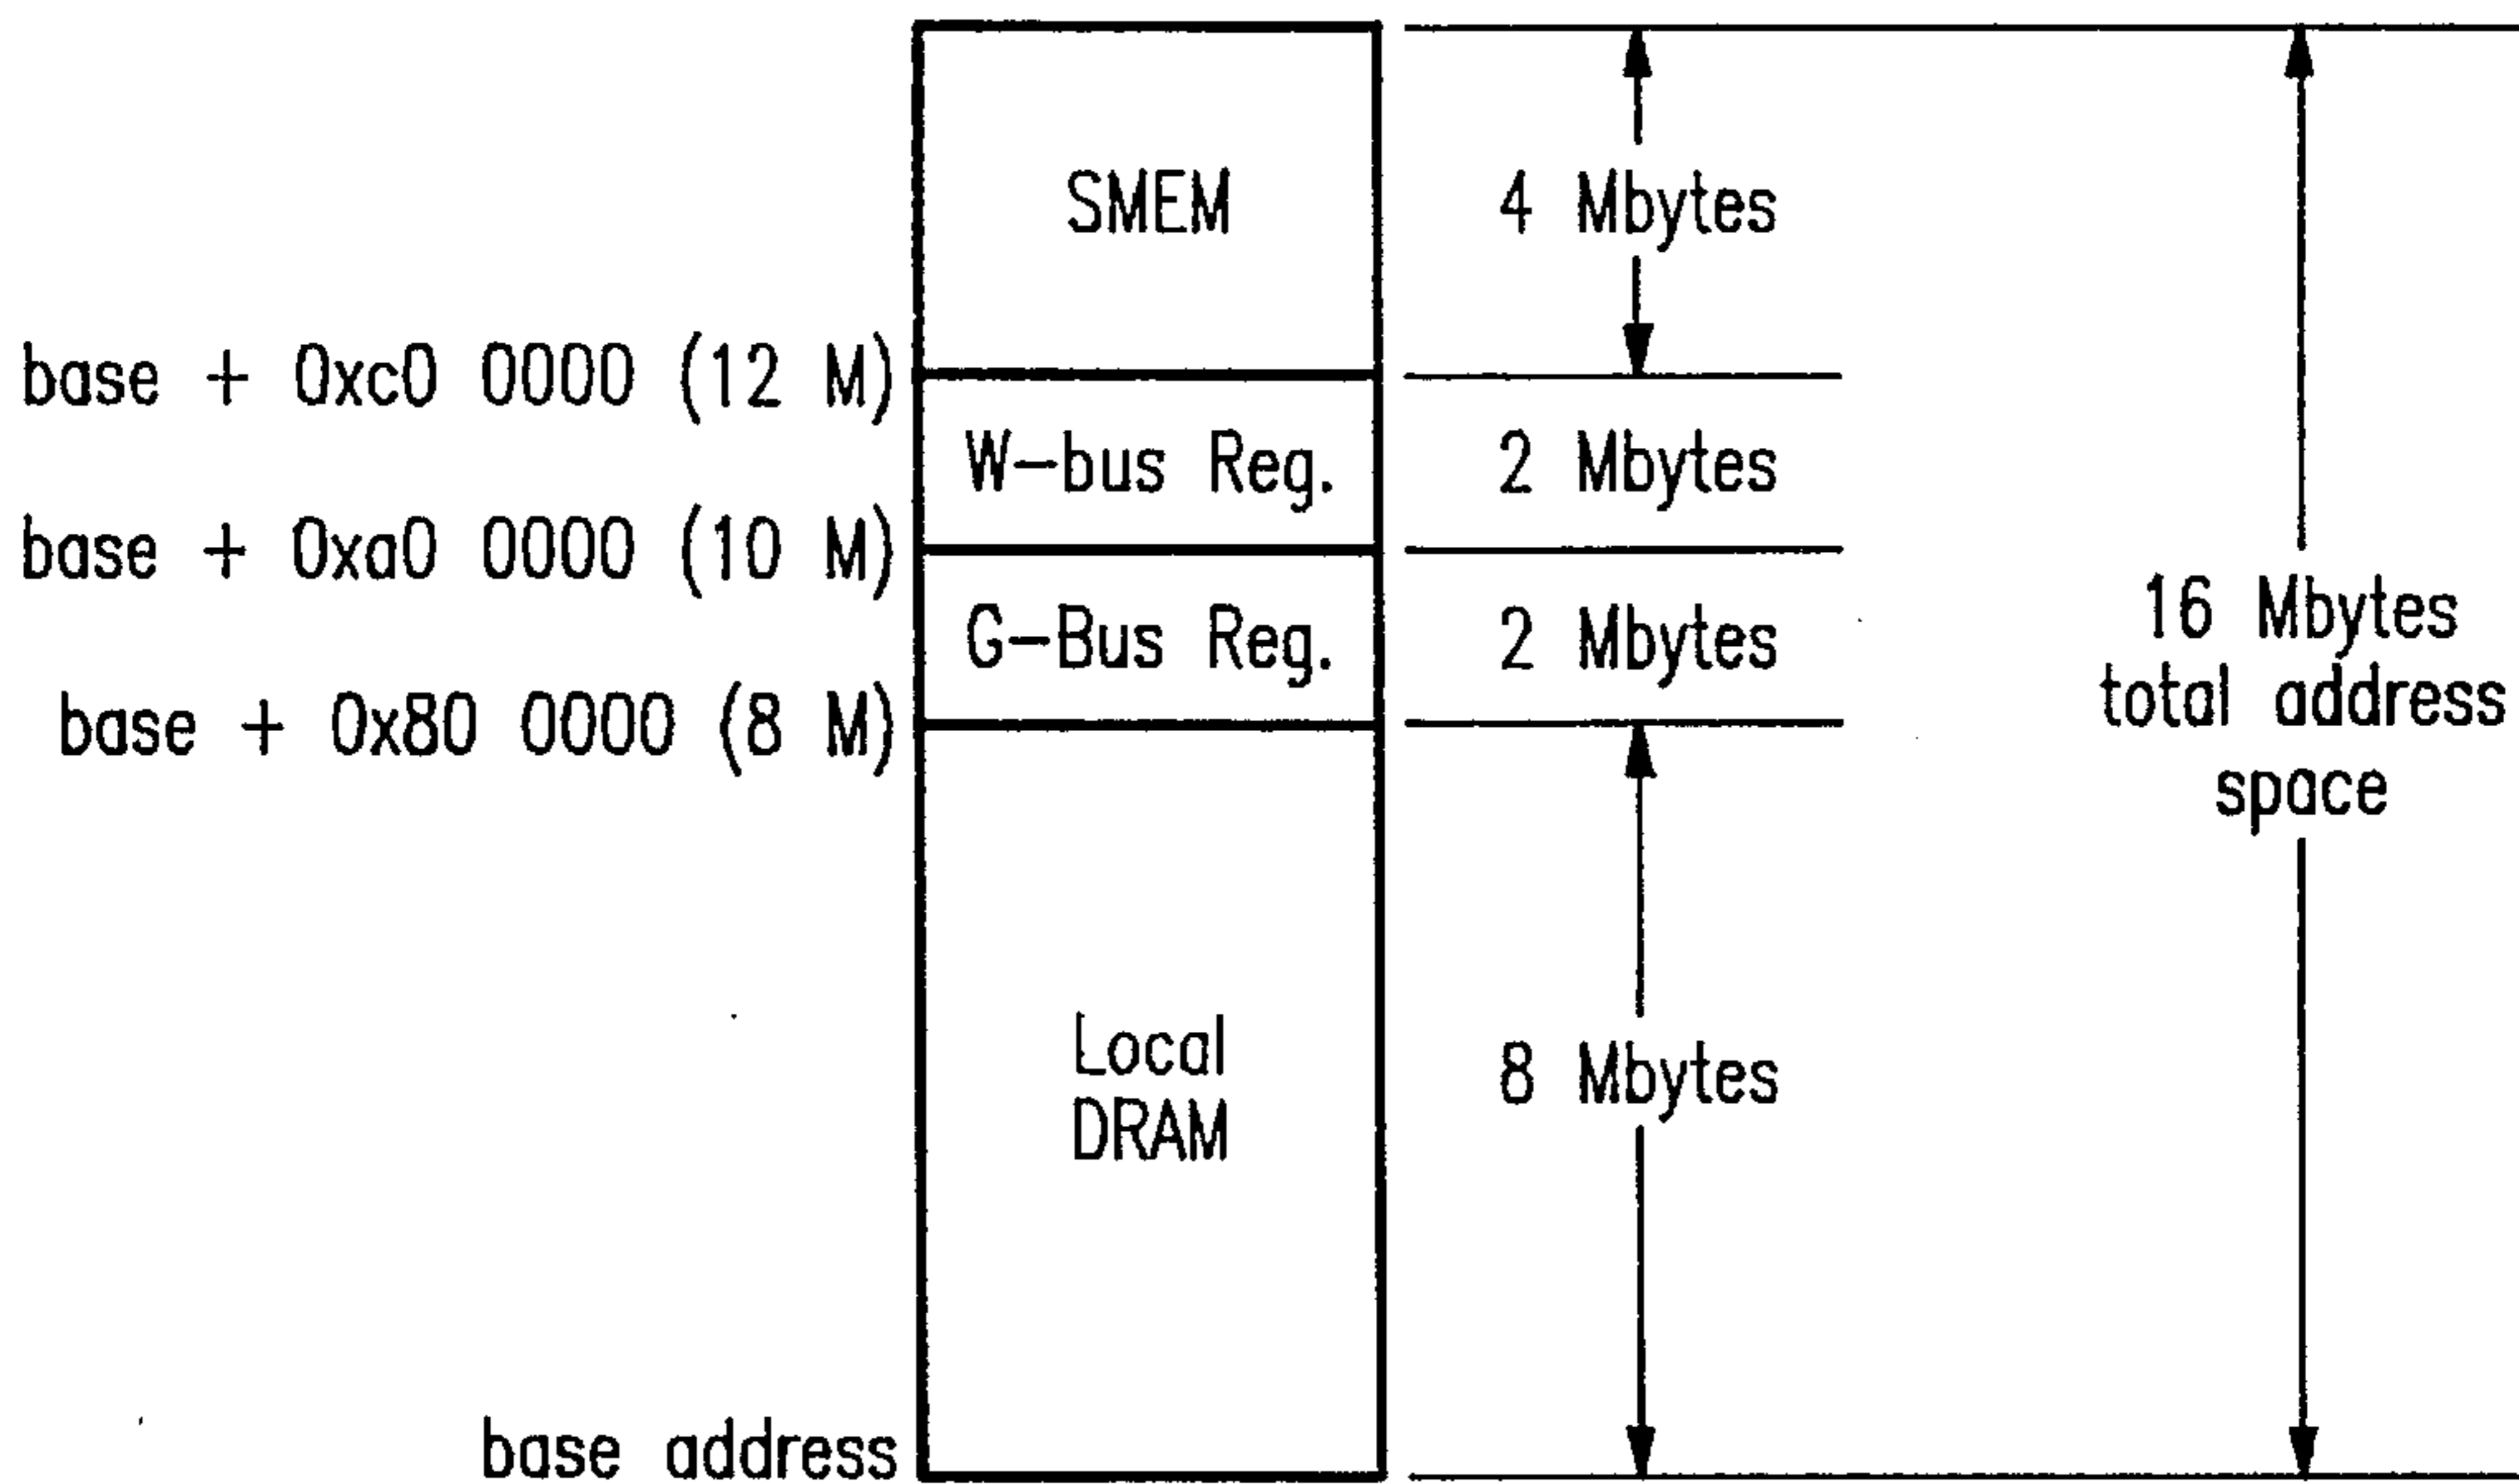 SMEM
4 Mbytes
base + 0xc0 0000 (12 M)
W-bus Reg.
2 Mbytes
base + 0xa0 0000 (10 M)
G-Bus Reg.
2 Mbytes
16 Mbytes
total address
space
base + 0x80 0000 (8 M)
Local
DRAM
8 Mbytes
base address